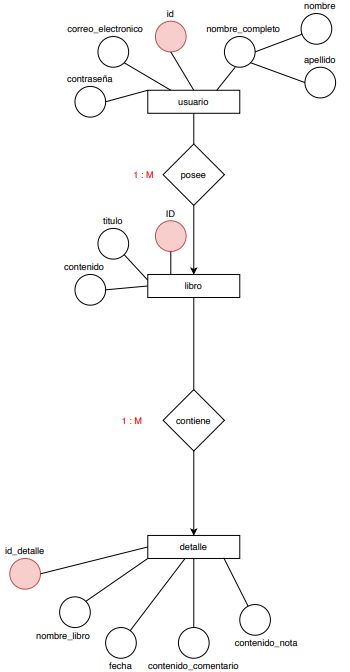 nombre
id
correo_electronico
nombre_completo
apellido
contraseña
usuario
1 : M
posee
ID
titulo
contenido
libro
1 : M
contiene
detalle
id_detalle
nombre_libro
contenido_nota
fecha
contenido_comentario